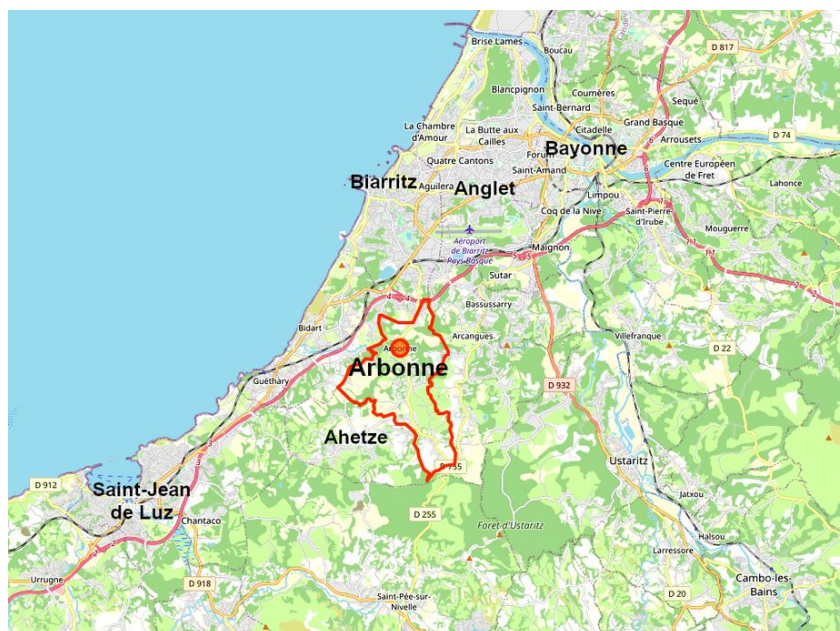 Brise Lames
Boucau
D 817
Blancpignon
Coumères
Sequé
Saint-Bernard
Grand Basque
La Chambre
d'Amour
La Butte aux
Cailles
Citadelle
Arrousets
D 74
Bayonne
Quatre Cantons
Forum
Saint-Amand
Centre Européen
de Fret
Biarritz
Aguilera
Anglet
Lahonce
Limpou
Coq de la Nive
Saint-Pierre-
d'Irube
Mouguerre
Aéroport
de Biarritz
Pays Basque
Maignon
Sutar
Bassussarry
Bidart
Arcangues
Villefranque
D 22
Arbonne
Arbonne
Guéthary
D 932
Ahetze
Ustaritz
D 755
D 912
Saint-Jean
de Luz
Jatxou
Chantaco
D 255
Foret d'Ustaritz
Halsou
Larressore
Urrugne
D 918
D 20
Cambo-les-
Bains
Saint-Pée-sur-
Nivelle